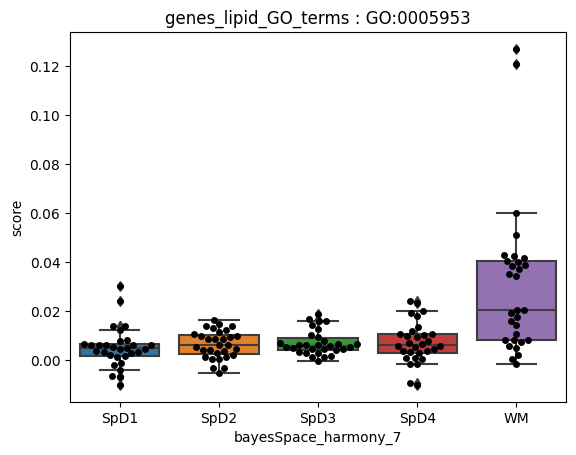 genes_lipid_GO_terms : GO:0005953
0.12
0.10
0.08
0.06
0.04
0.02
0.00
score
SpD1 SpD2 SpD3 SpD4 WM
bayesSpace_harmony_7